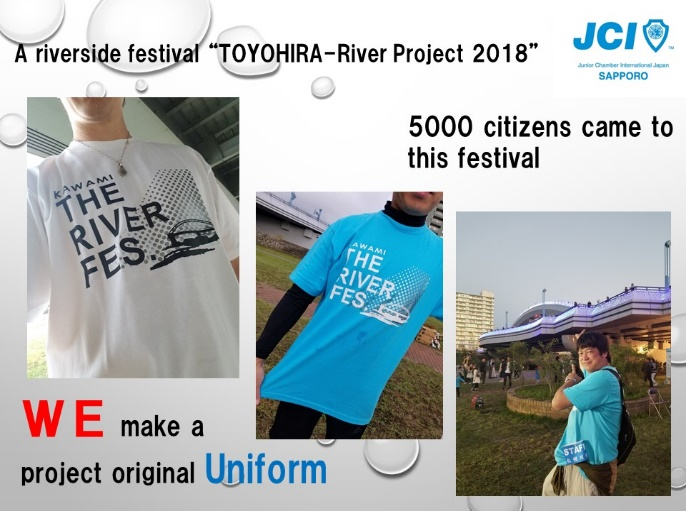 A riverside festival “TOYOHIRA-River Project 2018”
JCI
TM
Junior Chamber International Japan
SAPPORO
5000 citizens came to
this festival
KAWAMI
THE
RIVER
FES.
KAWAMI
THE
RIVER
FES.
STAFF
WE make a
project original Uniform